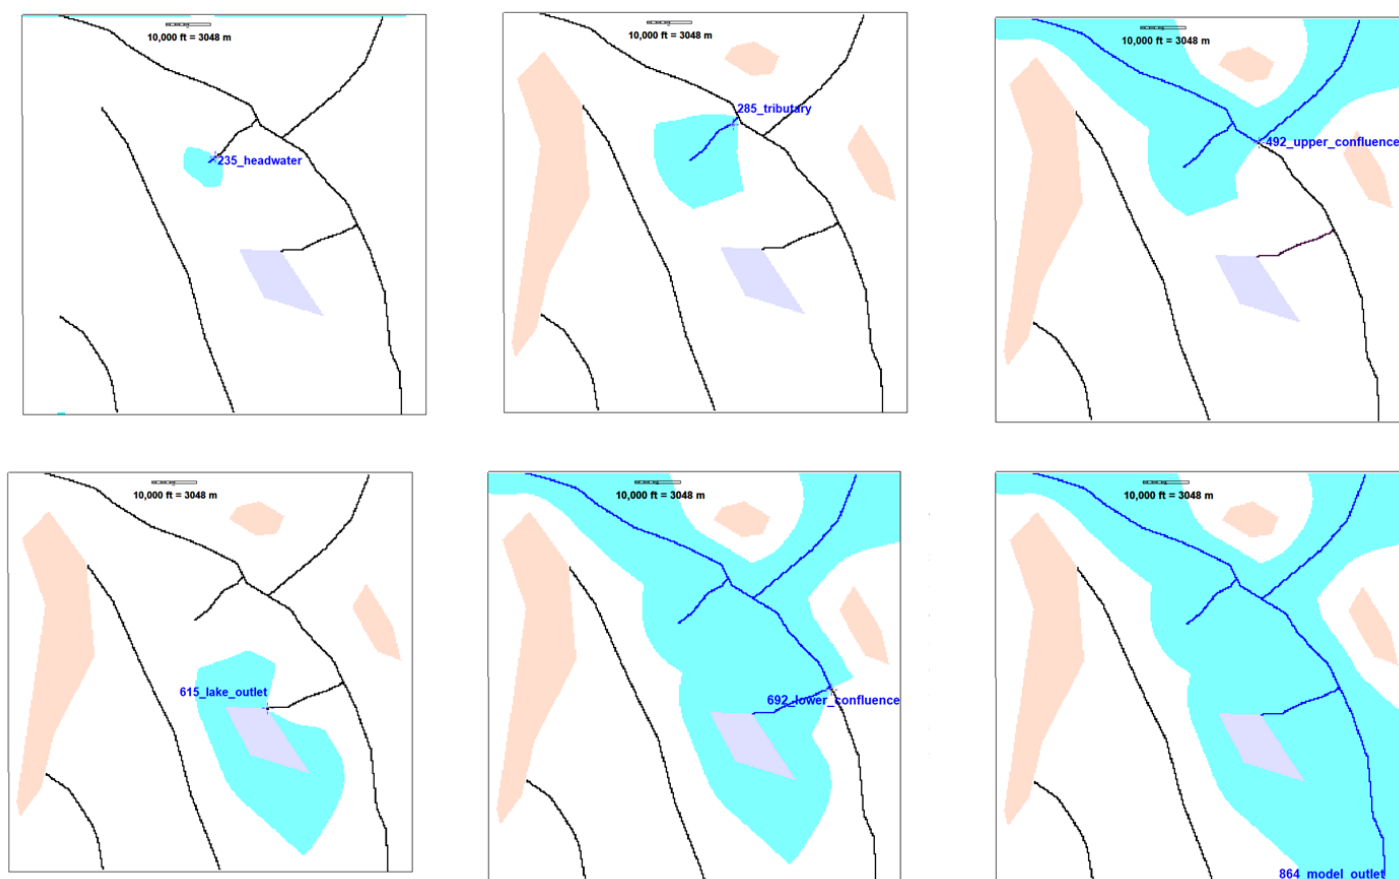 10,000 ft = 3048 m
235_headwater
10,000 ft = 3048 m
285_tributary
10,000 ft = 3048 m
492_upper_confluence
10,000 ft = 3048 m
615_lake_outlet
10,000 ft = 3048 m
692_lower_confluence
10,000 ft = 3048 m
864_model_outlet